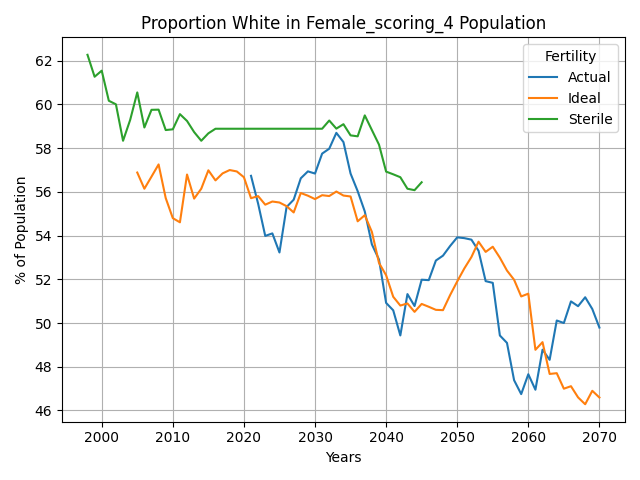 Proportion White in Female_scoring_4 Population
Fertility
Actual
Ideal
Sterile
% of Population
62
60
58
56
54
52
50
48
46
2000
2010
2020
2030
2040
2050
2060
2070
Years